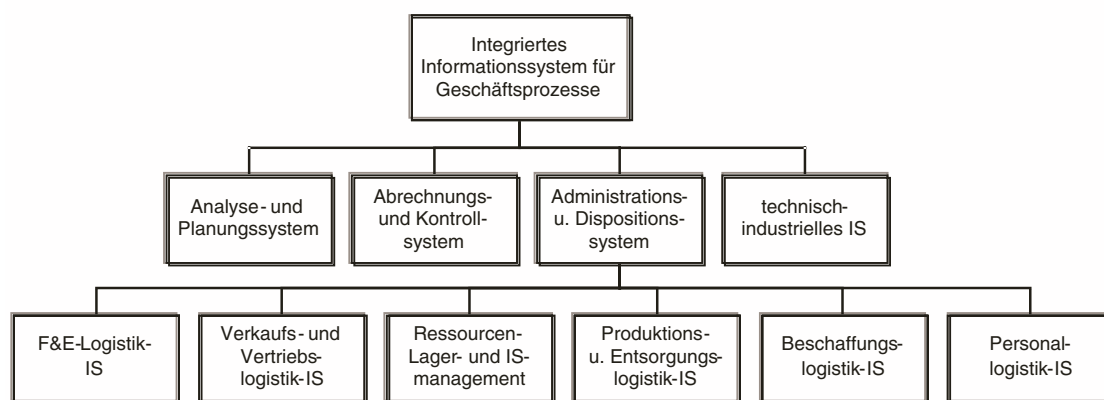 Integriertes
Informationssystem für
Geschäftsprozesse
Analyse- und
Planungssystem
Abrechnungs-
und Kontroll-
system
Administrations-
u. Dispositions-
system
technisch-
industrielles IS
F&E-Logistik-
IS
Verkaufs- und
Vertriebs-
logistik-IS
Ressourcen-
Lager- und IS-
management
Produktions-
u. Entsorgungs-
logistik-IS
Beschaffungs-
logistik-IS
Personal-
logistik-IS